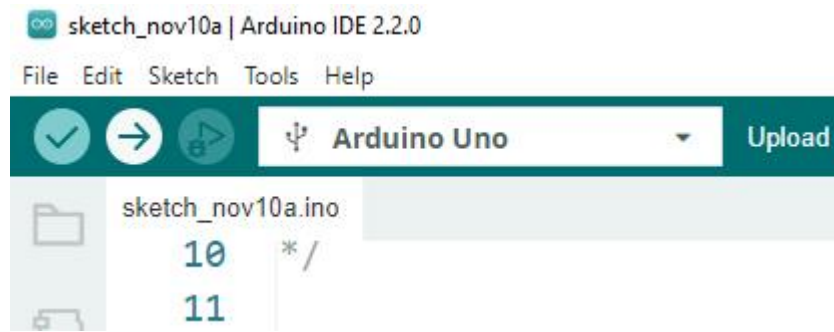 sketch_nov10a | Arduino IDE 2.2.0
File Edit Sketch Tools Help
Arduino Uno Upload
sketch_nov10a.ino
10 */
11